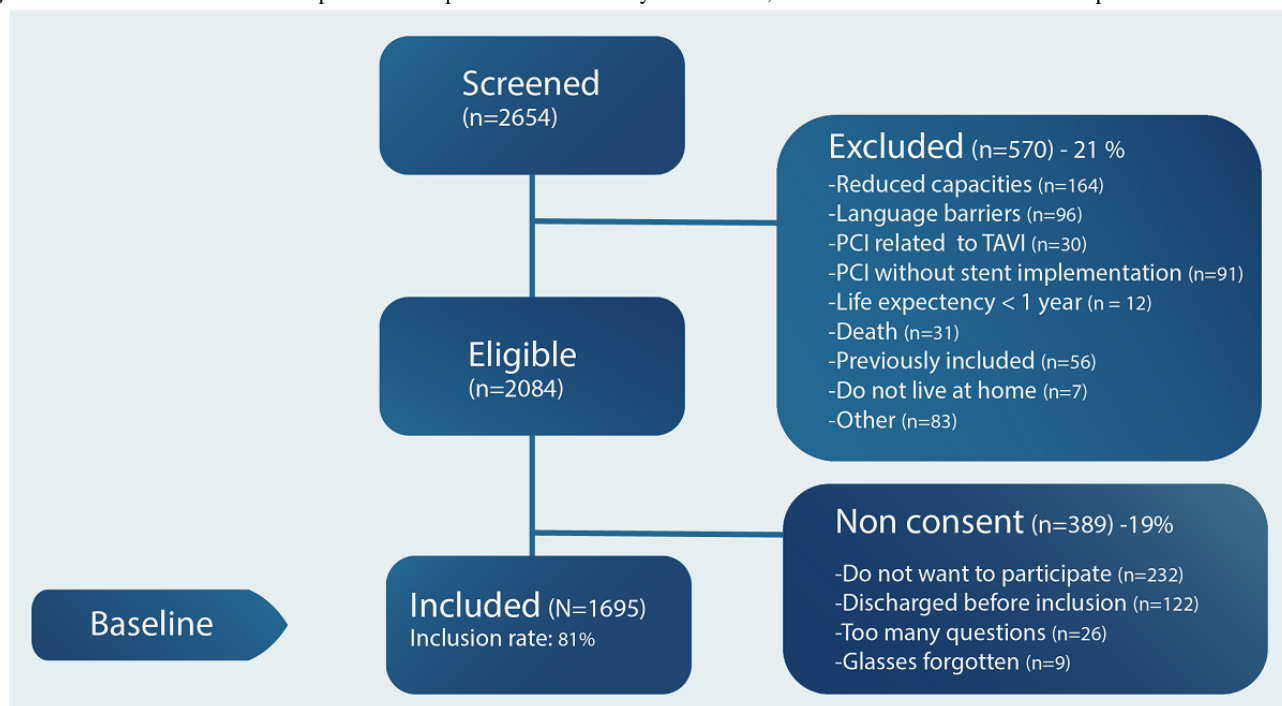 Screened
(n=2654)
Excluded (n=570) - 21 %
-Reduced capacities (n=164)
-Language barriers (n=96)
-PCI related  to TAVI (n=30)
-PCI without stent implementation (n=91)
-Life expectency < 1 year (n = 12)
-Death (n=31)
-Previously included (n=56)
-Do not live at home (n=7)
-Other (n=83)
Eligible
(n=2084)
Non consent (n=389) -19%
-Do not want to participate (n=232)
-Discharged before inclusion (n=122)
-Too many questions (n=26)
-Glasses forgotten (n=9)
Included (N=1695)
Inclusion rate: 81%
Baseline